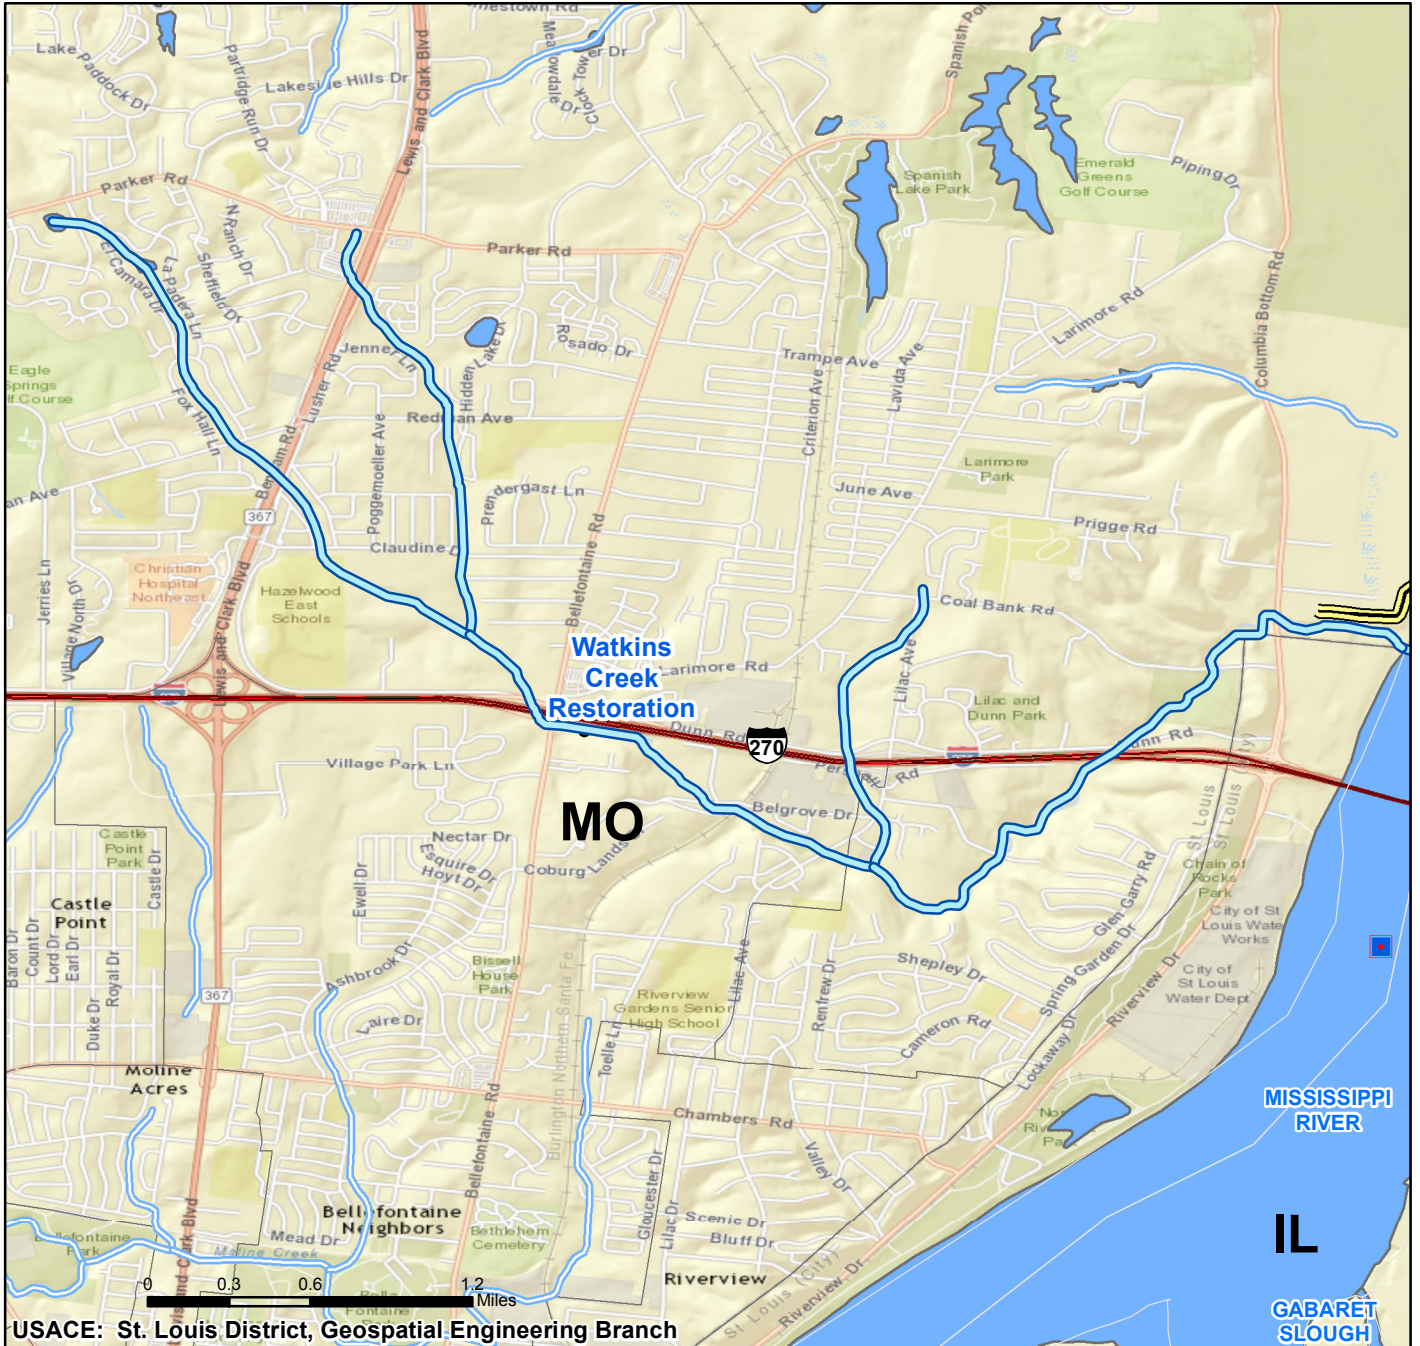 Lake
Paddock Dr
Partridge Run Dr
Lakeside Hills Dr
Lewis and Clark Blvd
Meadowdale Dr
Clock Tower Dr
Spanish Lake Park
Emerald
Greens
Golf Course
Piping Dr
Parker Rd
N Ranch Dr
Sheffield Dr
La Padera Ln
El Camara Dr
Parker Rd
Columbia Bottom Rd
Larimore Rd
Rosado Dr
Hidden Lake Dr
Jenner Ln
Lusher Rd
Trampe Ave
Lavida Ave
Criterion Ave
Eagle
Springs
Fox Hall Ln
Redman Ave
Poggemoeller Ave
Prendergast Ln
Larimore
Park
June Ave
Prigge Rd
367
Claudine
Bellefontaine Rd
Christian
Hospital
Northeast
Hazelwood
East
Schools
Jerries Ln
Village North Dr
Lewis and Clark Blvd
Coal Bank Rd
Lilac Ave
Watkins
Creek
Restoration
Larimore Rd
Lilac and
Dunn Park
Dunn Rd
270
Village Park Ln
MO
Belgrove Dr
St Louis
St Louis (City)
Nectar Dr
Esquire Dr
Hoyt Dr
Coburg Lands
Castle
Point
Park
Castle Dr
Ewell Dr
Castle
Point
Baron Dr
Count Dr
Lord Dr
Earl Dr
Royal Dr
Duke Dr
Ashbrook Dr
Bissell
House
Park
Laire Dr
367
Glen Garry Rd
Chain of
Rocks
Park
City of St
Louis Wate
Works
City of
St Louis
Water Dept
Shepley Dr
Spring Garden Dr
Riverview Dr
Lilac Ave
Renfrew Dr
Riverview
Gardens Senior
High School
Cameron Rd
Lockaway Dr
Toelle Ln
Burlington Northern Santa Fe
Moline
Acres
Bellefontaine Rd
Chambers Rd
Valley Dr
MISSISSIPPI
RIVER
Bellefontaine
Neighbors
Mead Dr
Moline Creek
Bethlehem
Cemetery
Gloucester Dr
Lilac Dr
Scenic Dr
Bluff Dr
Riverview
St Louis (City)
Riverview Dr
IL
GABARET
SLOUGH
0 0.3 0.6 1.2
Miles
USACE: St. Louis District, Geospatial Engineering Branch